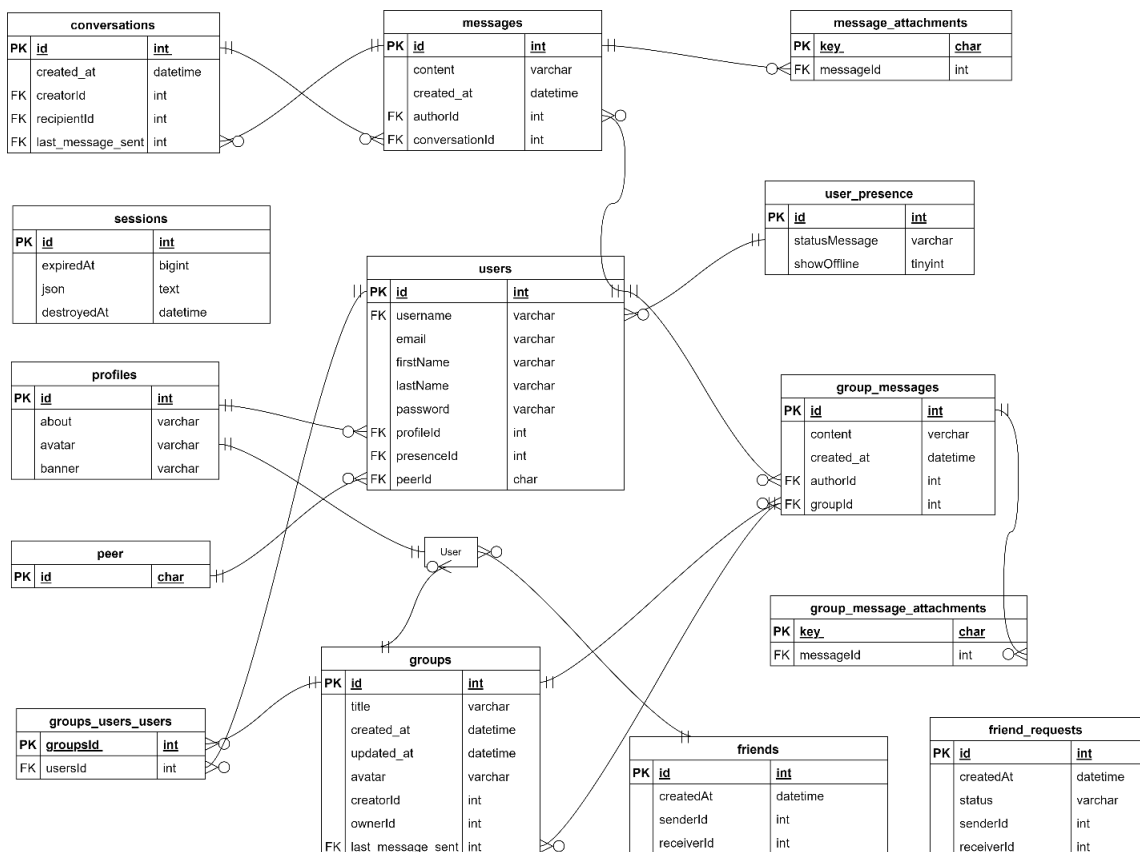 conversations
PK id int
created_at datetime
FK creatorId int
FK recipientId int
FK last_message_sent int
messages
PK id int
content varchar
created_at datetime
FK authorId int
FK conversationId int
message_attachments
PK key char
FK messageId int
sessions
PK id int
expiredAt bigint
json text
destroyedAt datetime
users
PK id int
FK username varchar
email varchar
firstName varchar
lastName varchar
password varchar
FK profileId int
FK presenceId int
FK peerId char
user_presence
PK id int
statusMessage varchar
showOffline tinyint
profiles
PK id int
about varchar
avatar varchar
banner varchar
group_messages
PK id int
content verchar
created_at datetime
FK authorId int
FK groupId int
peer
PK id char
User
group_message_attachments
PK key char
FK messageId int
groups
PK id int
title varchar
created_at datetime
updated_at datetime
avatar varchar
creatorId int
ownerId int
FK last_message_sent int
groups_users_users
PK groupsId int
FK usersId int
friends
PK id int
createdAt datetime
senderId int
receiverId int
friend_requests
PK id int
createdAt datetime
status varchar
senderId int
receiverId int